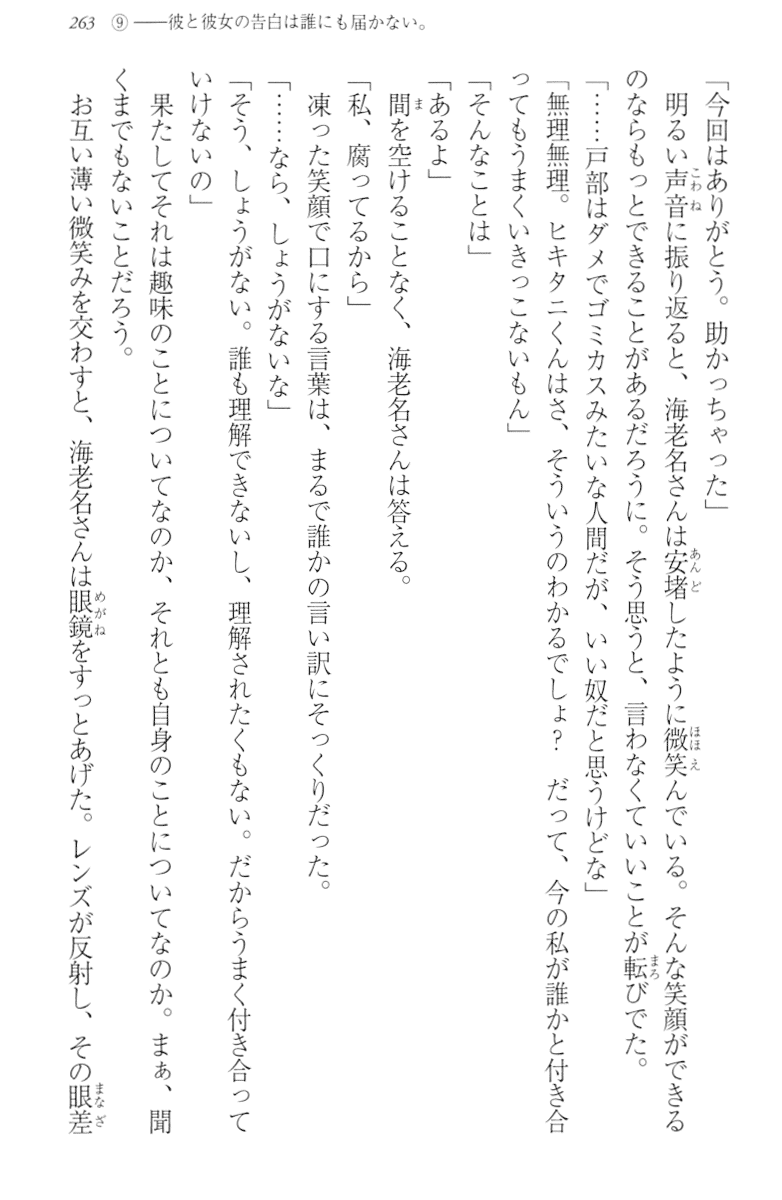 263 ⑨ ──彼と彼女の告白は誰にも届かない。
「今回はありがとう。助かっちゃった」
明るい声音に振り返ると、海老名さんは安堵したように微笑んでいる。そんな笑顔ができる
のならもっとできることがあるだろうに。そう思うと、言わなくていいことが転びでた。
「……戸部はダメでゴミカスみたいな人間だが、いい奴だと思うけどな」
「無理無理。ヒキタニくんはさ、そういうのわかるでしょ？　だって、今の私が誰かと付き合
ってもうまくいきっこないもん」
「そんなことは」
「あるよ」
間を空けることなく、海老名さんは答える。
「私、腐ってるから」
凍った笑顔で口にする言葉は、まるで誰かの言い訳にそっくりだった。
「……なら、しょうがないな」
「そう、しょうがない。誰も理解できないし、理解されたくもない。だからうまく付き合って
いけないの」
果たしてそれは趣味のことについてなのか、それとも自身のことについてなのか。まぁ、聞
くまでもないことだろう。
お互い薄い微笑みを交わすと、海老名さんは眼鏡をすっとあげた。レンズが反射し、その眼差